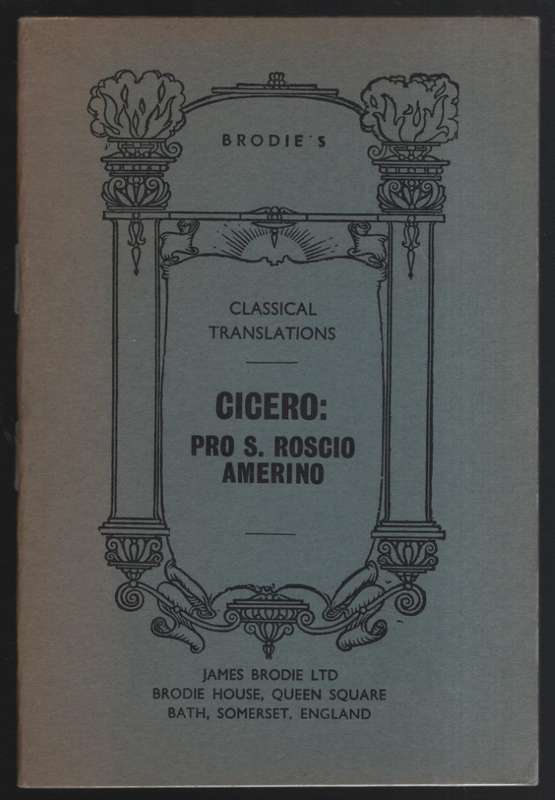 BRODIE'S
CLASSICAL
TRANSLATIONS
CICERO:
PRO S. ROSCIO
AMERINO
JAMES BRODIE LTD
BRODIE HOUSE, QUEEN SQUARE
BATH, SOMERSET, ENGLAND